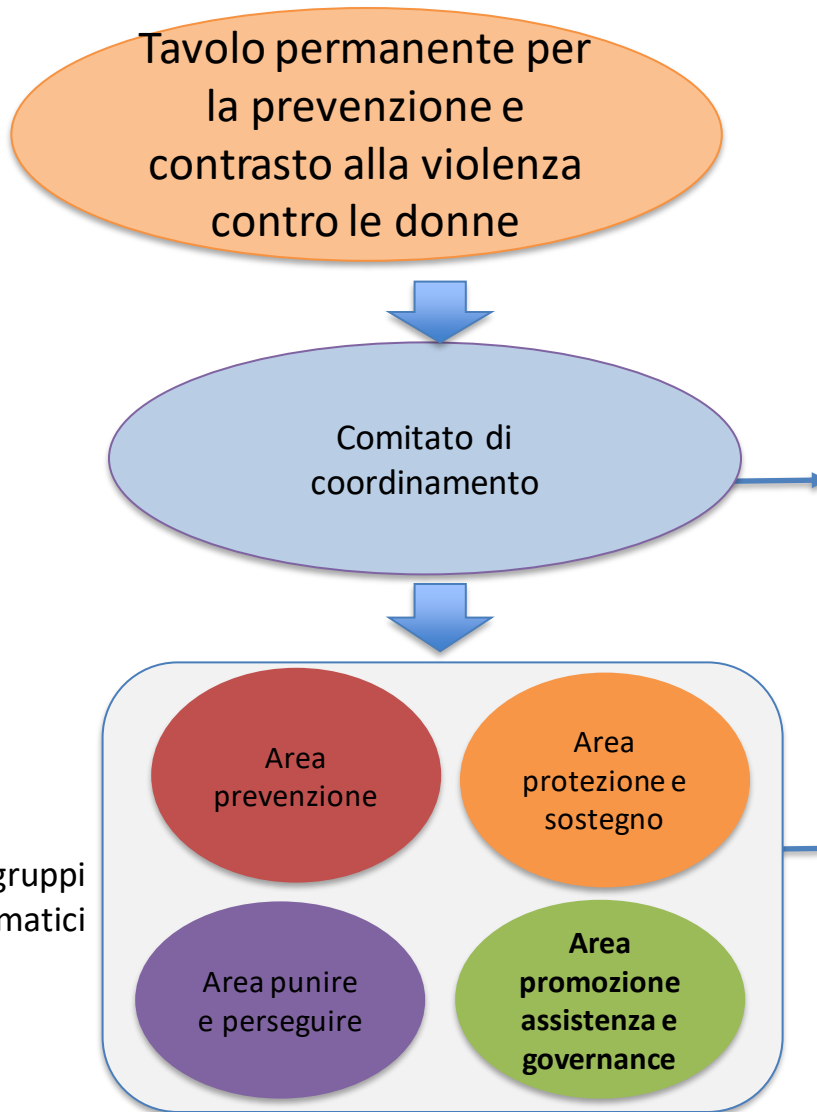 Tavolo permanente per
la prevenzione e
contrasto alla violenza
contro le donne
Comitato di
coordinamento
Area
prevenzione
Area
protezione e
sostegno
gruppi
matici
Area punire
e perseguire
Area
promozione
assistenza e
governance